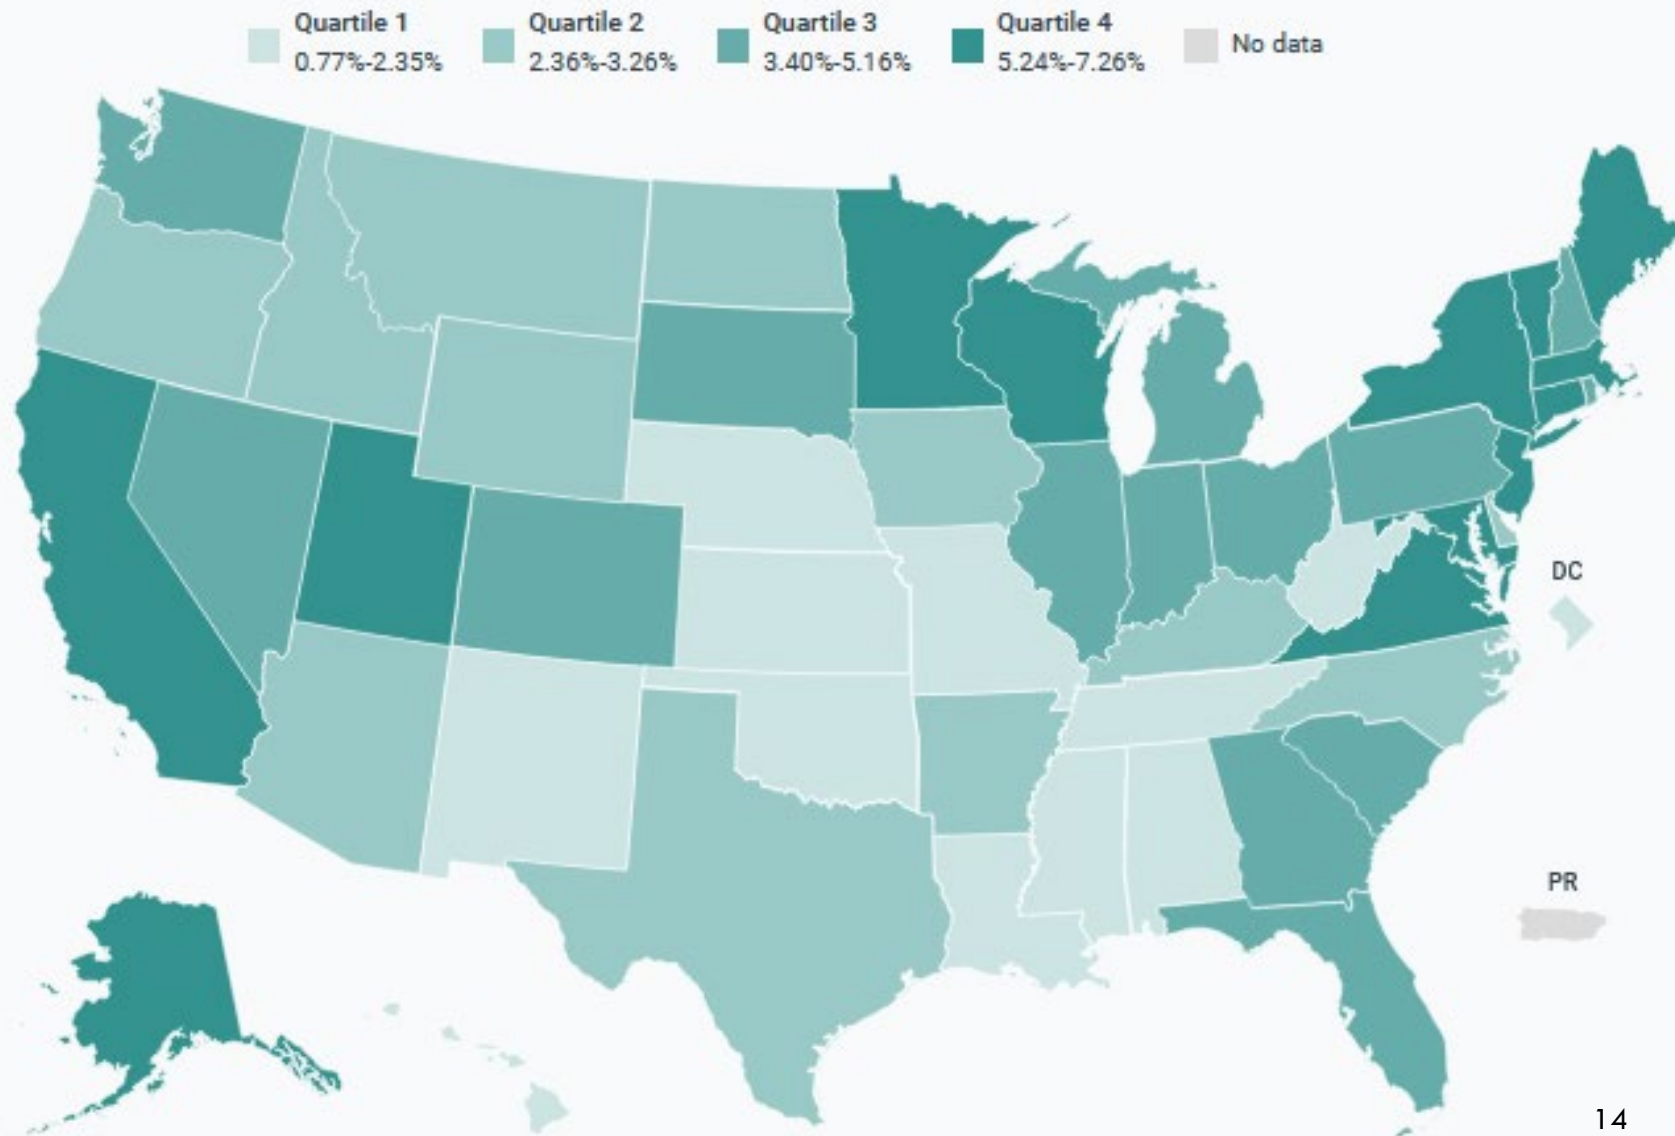 Quartile 1
0.77%-2.35%
Quartile 2
2.36%-3.26%
Quartile 3
3.40%-5.16%
Quartile 4
5.24%-7.26%
No data
DC
PR
14